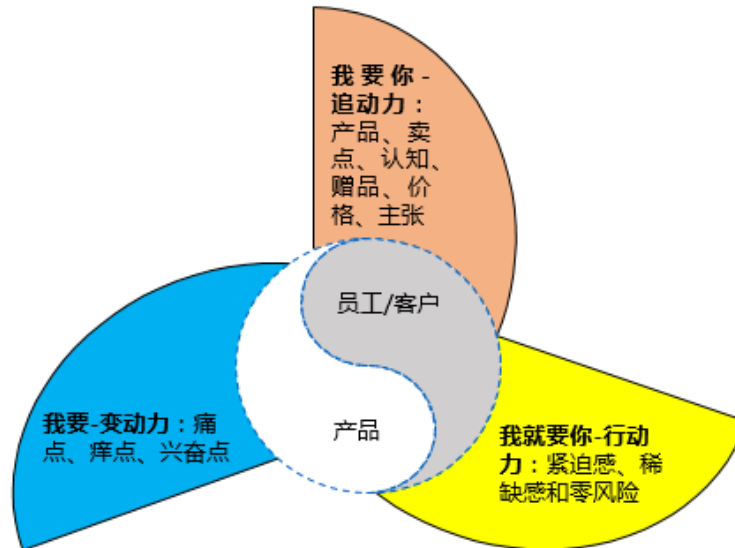 我要你-
追动力：
产品、卖
点、认知、
赠品、价
格、主张
员工/客户
产品
我要-变动力：痛
点、痒点、兴奋点
我就要你-行动
力：紧迫感、稀
缺感和零风险